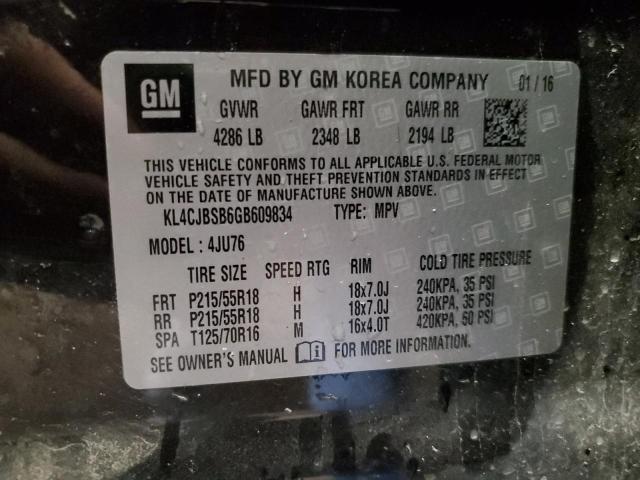 GM MFD BY GM KOREA COMPANY 01/16
GVWR GAWR FRT GAWR RR
4286 LB 2348 LB 2194 LB
THIS VEHICLE CONFORMS TO ALL APPLICABLE U.S. FEDERAL MOTOR
VEHICLE SAFETY AND THEFT PREVENTION STANDARDS IN EFFECT
ON THE DATE OF MANUFACTURE SHOWN ABOVE.
KL4CJBSB6GB609834 TYPE: MPV
MODEL : 4JU76
TIRE SIZE SPEED RTG RIM COLD TIRE PRESSURE
FRT P215/55R18 H 18x7.0J 240KPA, 35 PSI
RR P215/55R18 H 18x7.0J 240KPA, 35 PSI
SPA T125/70R16 M 16x4.0T 420KPA, 60 PSI
SEE OWNER'S MANUAL FOR MORE INFORMATION.